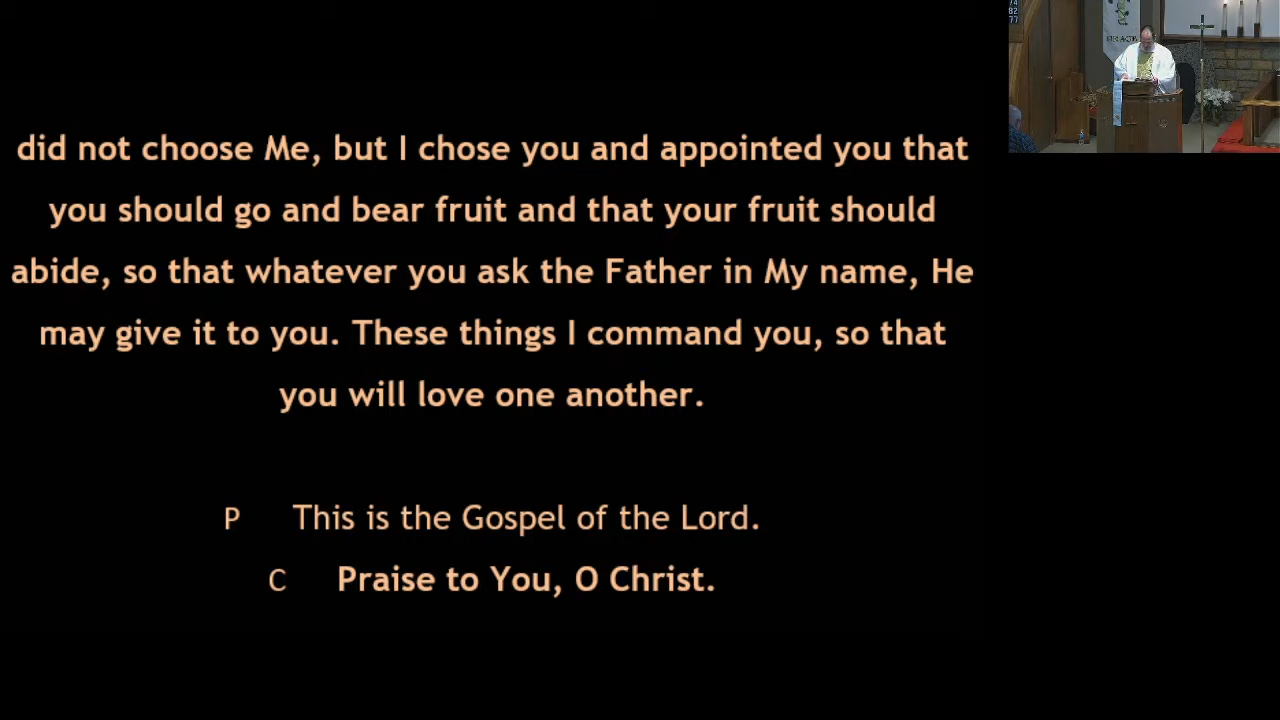 did not choose Me, but I chose you and appointed you that
you should go and bear fruit and that your fruit should
abide, so that whatever you ask the Father in My name, He
may give it to you. These things I command you, so that
you will love one another.
P This is the Gospel of the Lord.
C Praise to You, O Christ.
74
82
77